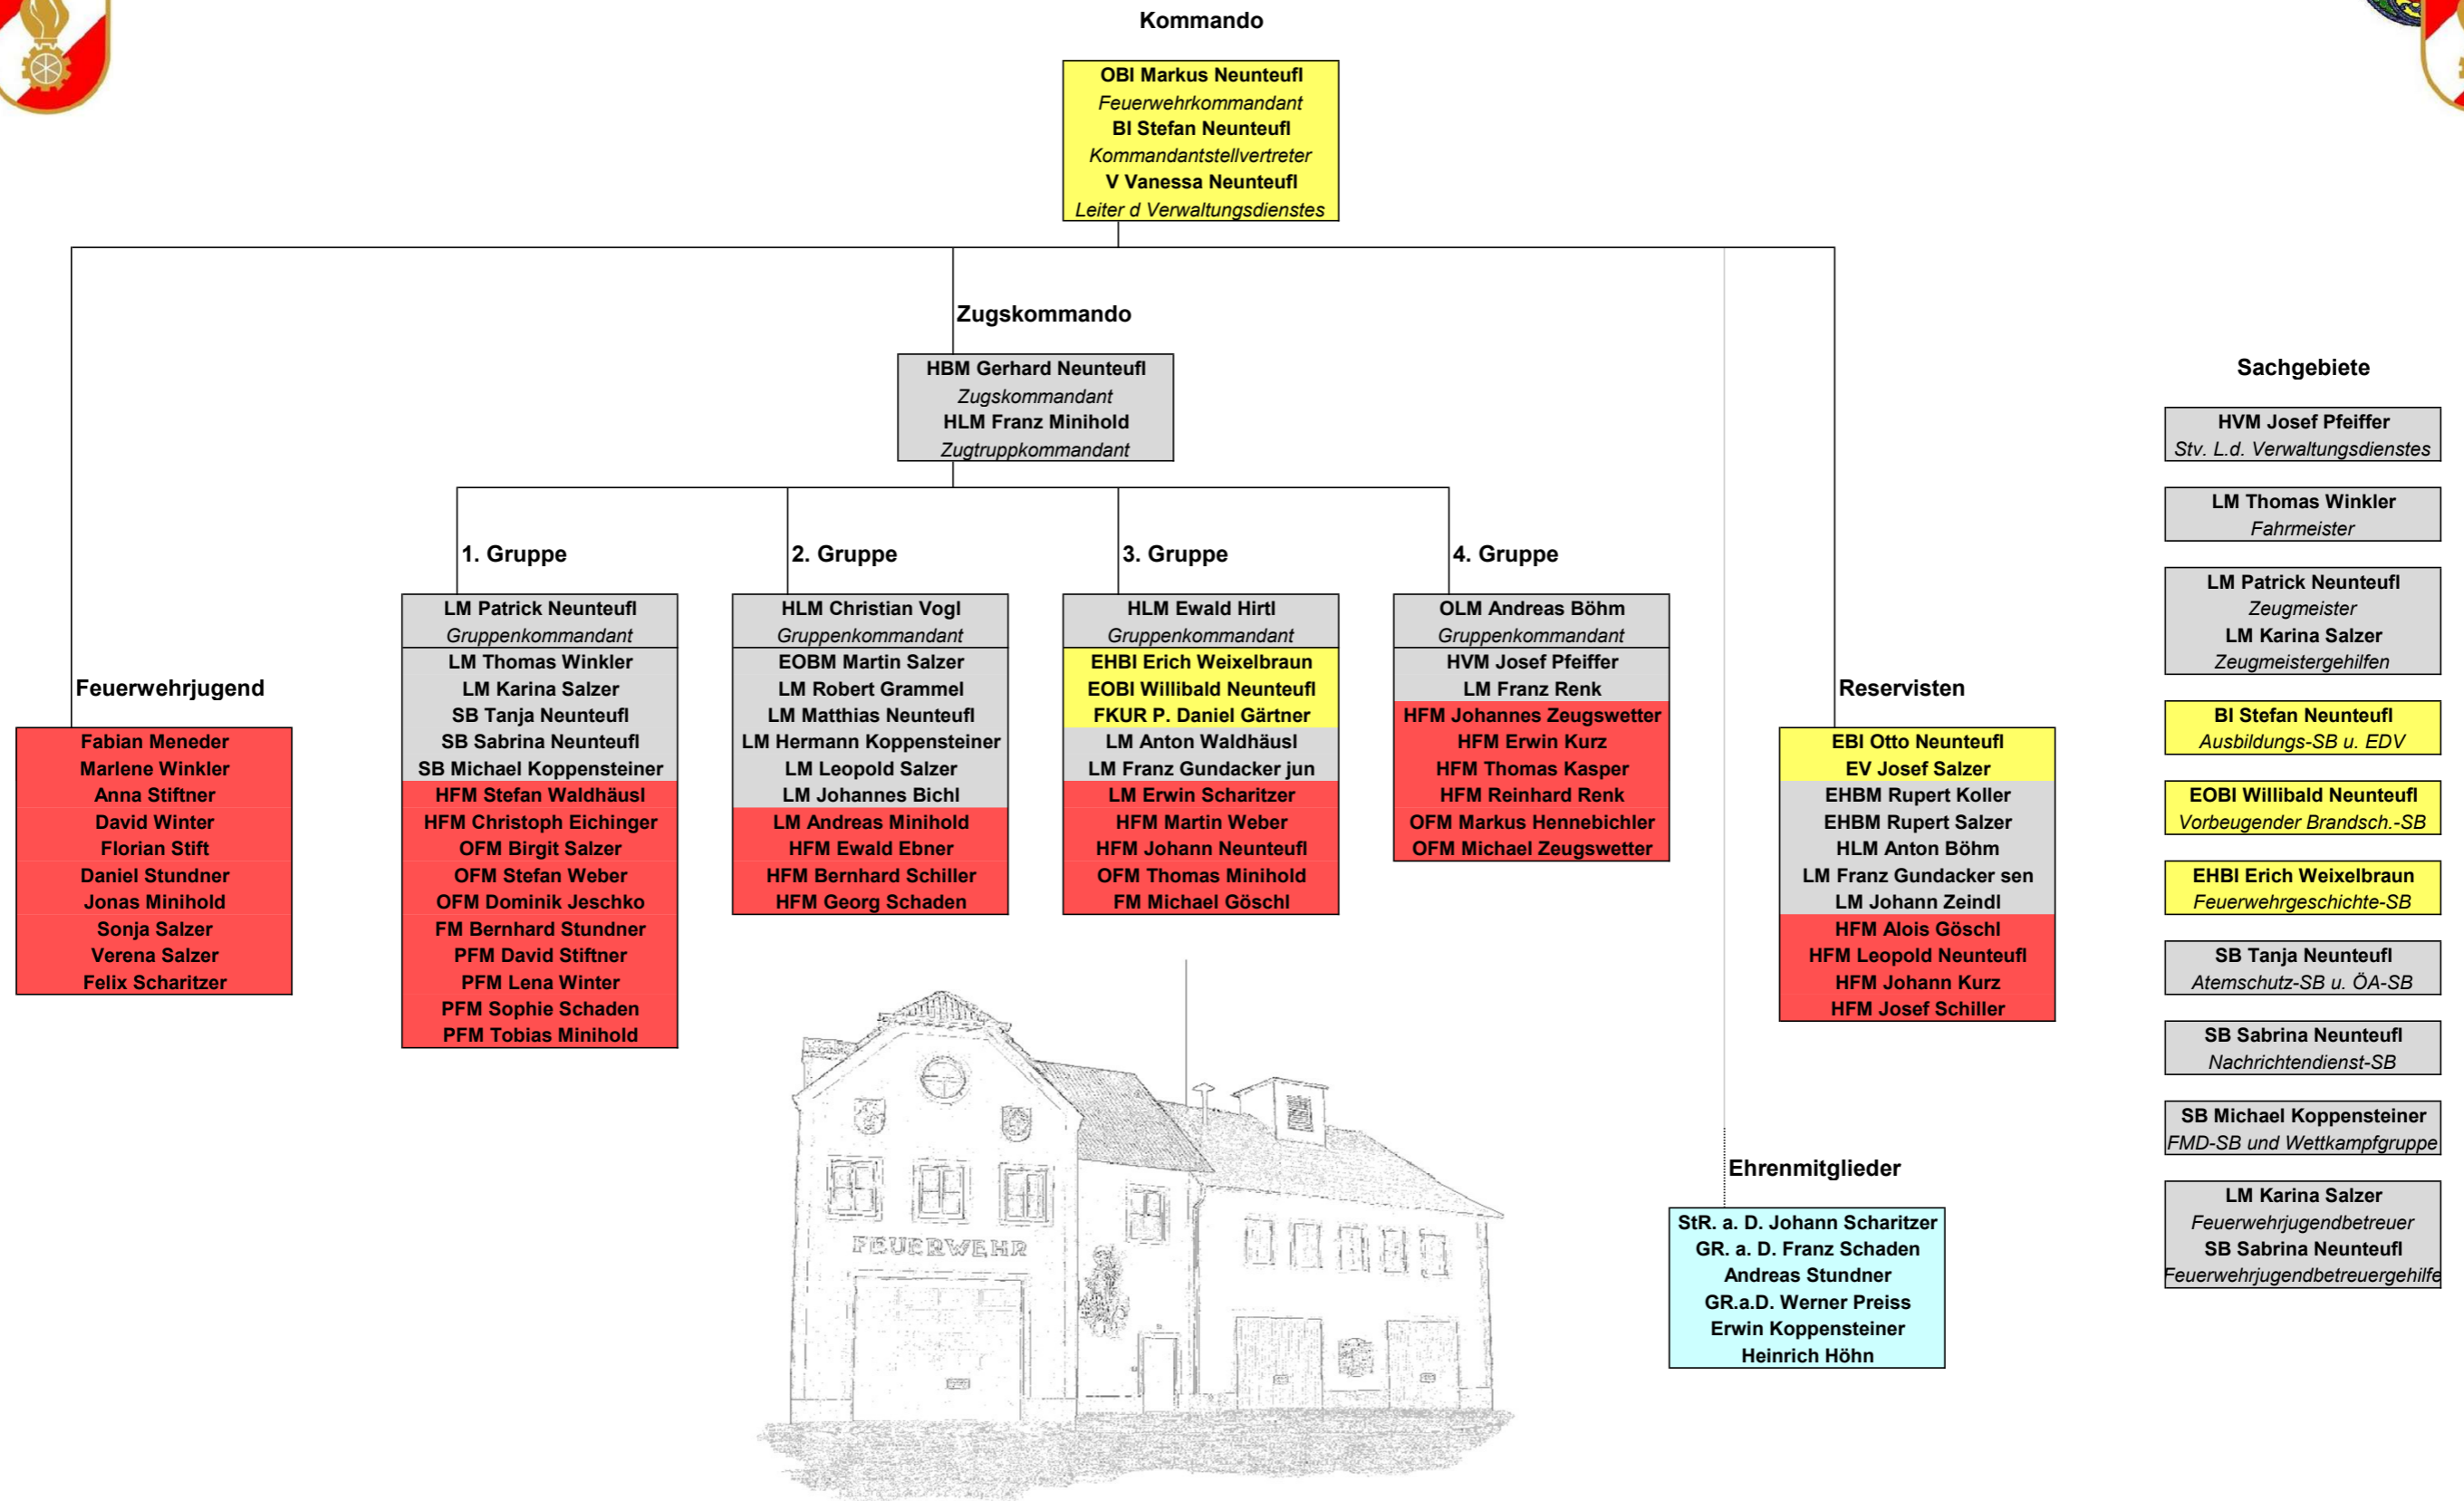 Kommando
OBI Markus Neunteufl
Feuerwehrkommandant
BI Stefan Neunteufl
Kommandantstellvertreter
V Vanessa Neunteufl
Leiter d Verwaltungsdienstes
Zugskommando
HBM Gerhard Neunteufl
Zugskommandant
HLM Franz Minihold
Zugtruppkommandant
1. Gruppe
LM Patrick Neunteufl
Gruppenkommandant
LM Thomas Winkler
LM Karina Salzer
SB Tanja Neunteufl
SB Sabrina Neunteufl
SB Michael Koppensteiner
HFM Stefan Waldhäusl
HFM Christoph Eichinger
OFM Birgit Salzer
OFM Stefan Weber
OFM Dominik Jeschko
FM Bernhard Stundner
PFM David Stiftner
PFM Lena Winter
PFM Sophie Schaden
PFM Tobias Minihold
2. Gruppe
HLM Christian Vogl
Gruppenkommandant
EOBM Martin Salzer
LM Robert Grammel
LM Matthias Neunteufl
LM Hermann Koppensteiner
LM Leopold Salzer
LM Johannes Bichl
LM Andreas Minihold
HFM Ewald Ebner
HFM Bernhard Schiller
HFM Georg Schaden
3. Gruppe
HLM Ewald Hirtl
Gruppenkommandant
EHBI Erich Weixelbraun
EOBI Willibald Neunteufl
FKUR P. Daniel Gärtner
LM Anton Waldhäusl
LM Franz Gundacker jun
LM Erwin Scharitzer
HFM Martin Weber
HFM Johann Neunteufl
OFM Thomas Minihold
FM Michael Göschl
4. Gruppe
OLM Andreas Böhm
Gruppenkommandant
HVM Josef Pfeiffer
LM Franz Renk
HFM Johannes Zeugswetter
HFM Erwin Kurz
HFM Thomas Kasper
HFM Reinhard Renk
OFM Markus Hennebichler
OFM Michael Zeugswetter
Feuerwehrjugend
Fabian Meneder
Marlene Winkler
Anna Stiftner
David Winter
Florian Stift
Daniel Stundner
Jonas Minihold
Sonja Salzer
Verena Salzer
Felix Scharitzer
Reservisten
EBI Otto Neunteufl
EV Josef Salzer
EHBM Rupert Koller
EHBM Rupert Salzer
HLM Anton Böhm
LM Franz Gundacker sen
LM Johann Zeindl
HFM Alois Göschl
HFM Leopold Neunteufl
HFM Johann Kurz
HFM Josef Schiller
Ehrenmitglieder
StR. a. D. Johann Scharitzer
GR. a. D. Franz Schaden
Andreas Stundner
GR.a.D. Werner Preiss
Erwin Koppensteiner
Heinrich Höhn
Sachgebiete
HVM Josef Pfeiffer
Stv. L.d. Verwaltungsdienstes
LM Thomas Winkler
Fahrmeister
LM Patrick Neunteufl
Zeugmeister
LM Karina Salzer
Zeugmeistergehilfen
BI Stefan Neunteufl
Ausbildungs-SB u. EDV
EOBI Willibald Neunteufl
Vorbeugender Brandsch.-SB
EHBI Erich Weixelbraun
Feuerwehrgeschichte-SB
SB Tanja Neunteufl
Atemschutz-SB u. ÖA-SB
SB Sabrina Neunteufl
Nachrichtendienst-SB
SB Michael Koppensteiner
FMD-SB und Wettkampfgruppe
LM Karina Salzer
Feuerwehrjugendbetreuer
SB Sabrina Neunteufl
Feuerwehrjugendbetreuergehilfe
FEUERWEHR